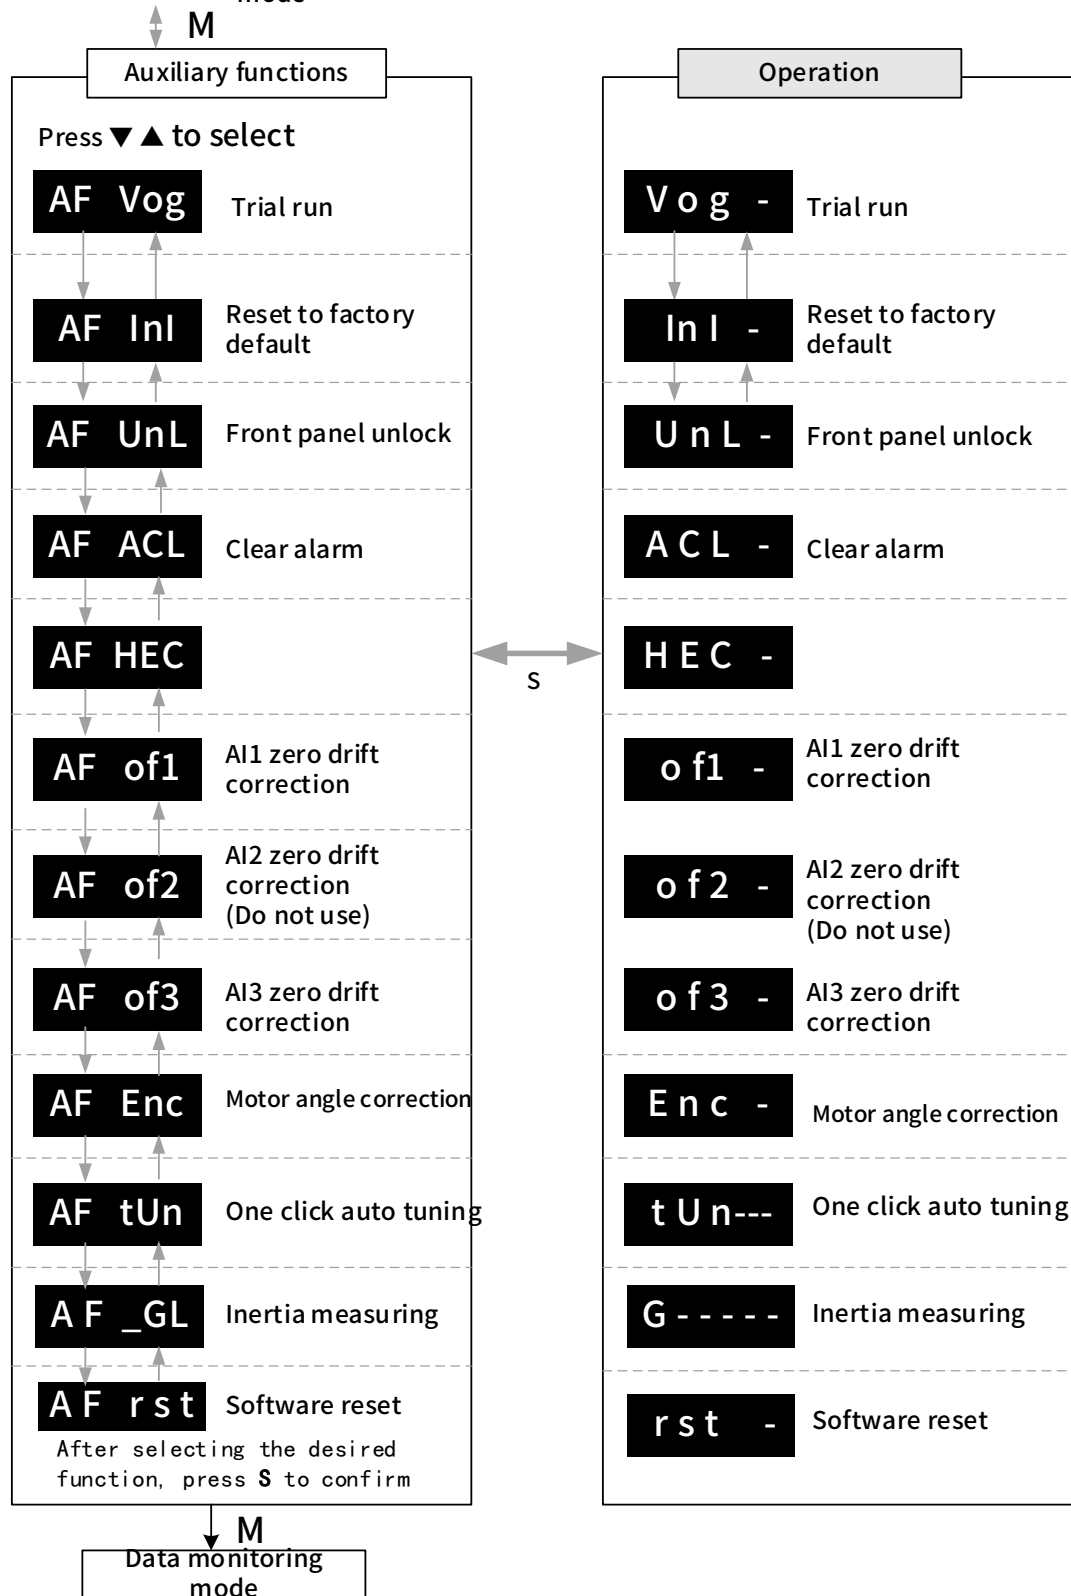 mode
M
Auxiliary functions
Press ▼ ▲ to select
AF Vog
Trial run
AF InI
Reset to factory
default
AF UnL
Front panel unlock
AF ACL
Clear alarm
AF HEC
AF of1
AI1 zero drift
correction
AF of2
AI2 zero drift
correction
(Do not use)
AF of3
AI3 zero drift
correction
AF Enc
Motor angle correction
AF tUn
One click auto tuning
AF _GL
Inertia measuring
AF rst
Software reset
After selecting the desired
function, press S to confirm
M
Data monitoring
mode
S
Operation
Vog -
Trial run
InI -
Reset to factory
default
UnL -
Front panel unlock
ACL -
Clear alarm
HEC -
of1 -
AI1 zero drift
correction
of2 -
AI2 zero drift
correction
(Do not use)
of3 -
AI3 zero drift
correction
Enc -
Motor angle correction
tUn---
One click auto tuning
G-----
Inertia measuring
rst -
Software reset